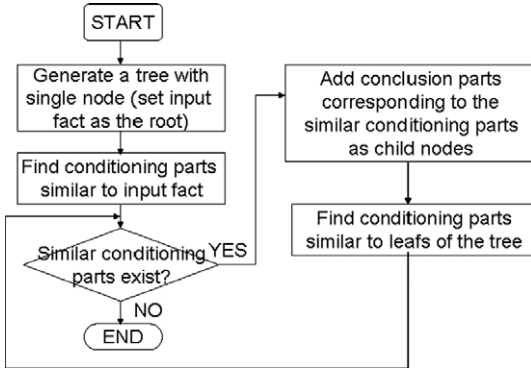 START
Generate a tree with
single node (set input
fact as the root)
Find conditioning parts
similar to input fact
Similar conditioning
parts exist?
YES
NO
END
Add conclusion parts
corresponding to the
similar conditioning parts
as child nodes
Find conditioning parts
similar to leafs of the tree